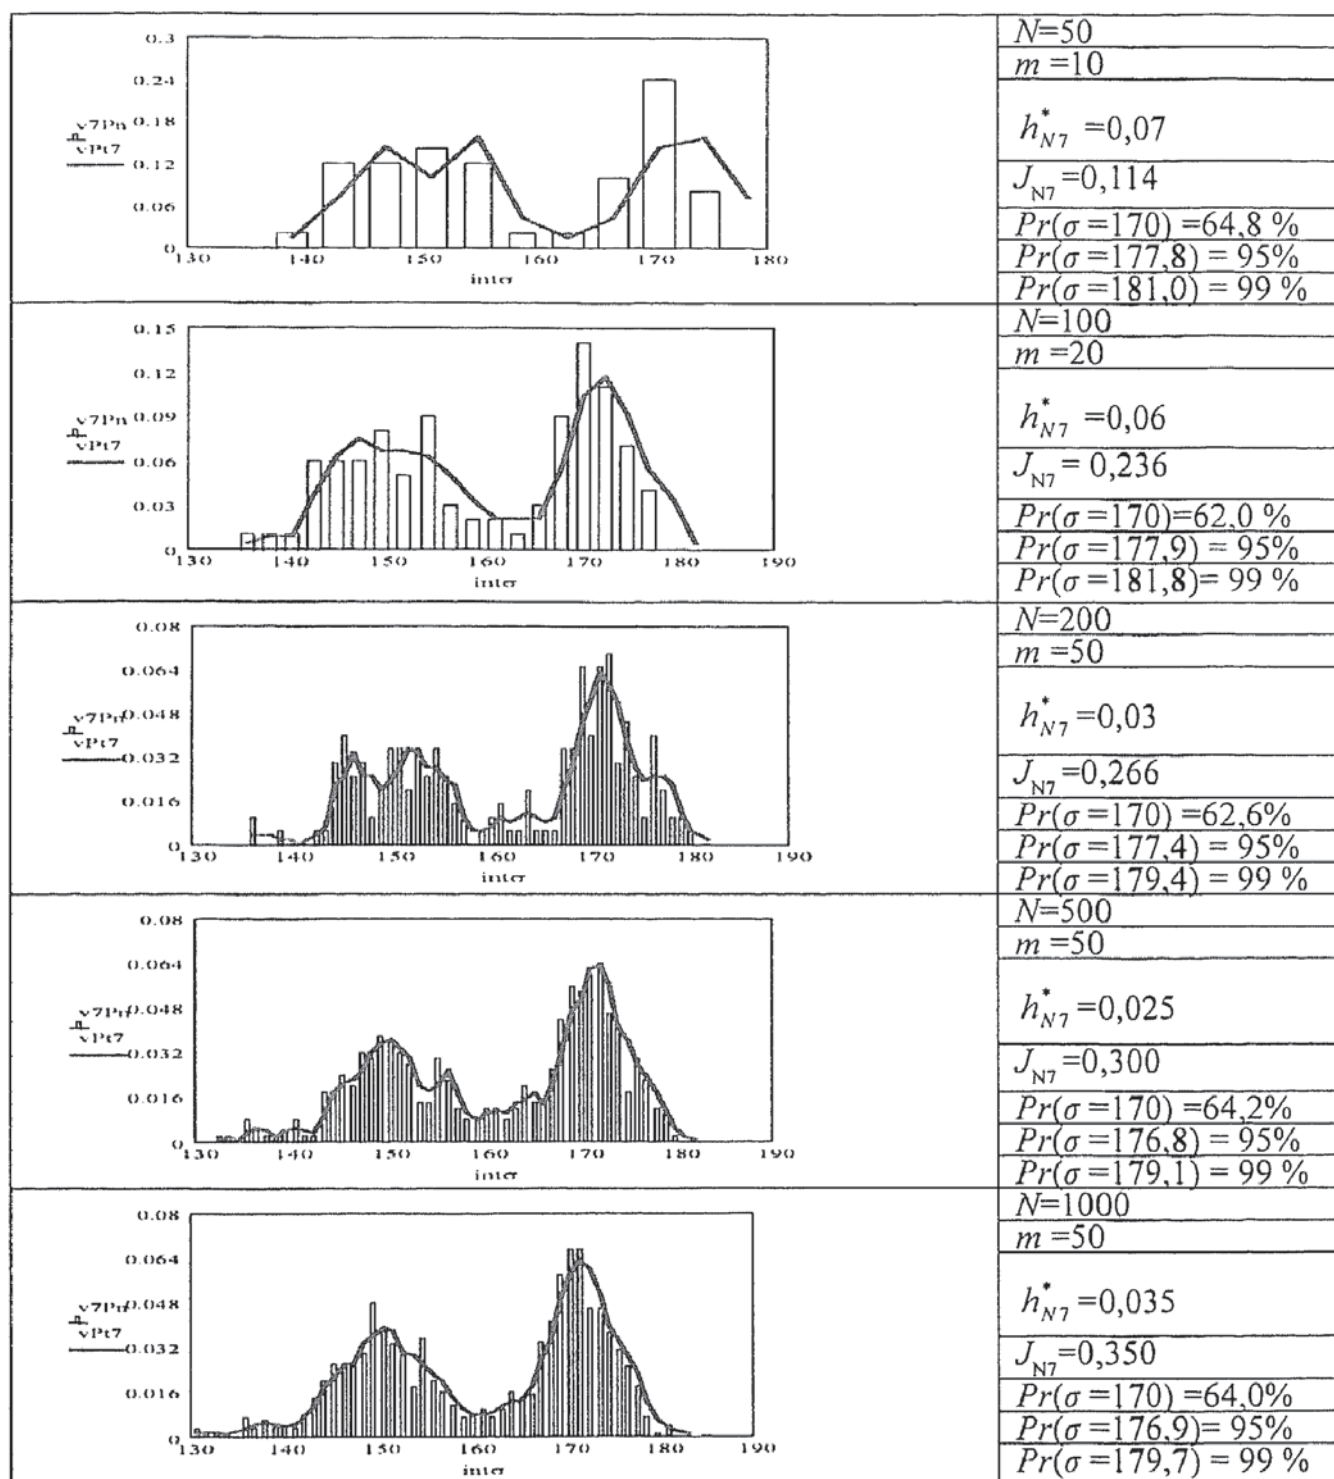 0.3
0.24
0.18
0.12
0.06
0
v7Pn
vPt7
130 140 150 160 170 180
inter
N=50
m =10
h*N7 =0,07
JN7 =0,114
Pr(σ =170) =64,8 %
Pr(σ =177,8) = 95%
Pr(σ =181,0) = 99 %
0.15
0.12
0.09
0.06
0.03
0
v7Pn
vPt7
130 140 150 160 170 180 190
inter
N=100
m =20
h*N7 =0,06
JN7 = 0,236
Pr(σ =170)=62,0 %
Pr(σ =177,9) = 95%
Pr(σ =181,8)= 99 %
0.08
0.064
0.048
0.032
0.016
0
v7Pn
vPt7
130 140 150 160 170 180 190
inter
N=200
m =50
h*N7 =0,03
JN7 =0,266
Pr(σ =170) =62,6%
Pr(σ =177,4) = 95%
Pr(σ =179,4) = 99 %
0.08
0.064
0.048
0.032
0.016
0
v7Pn
vPt7
130 140 150 160 170 180 190
inter
N=500
m =50
h*N7 =0,025
JN7 =0,300
Pr(σ =170) =64,2%
Pr(σ =176,8) = 95%
Pr(σ =179,1) = 99 %
0.08
0.064
0.048
0.032
0.016
0
v7Pn
vPt7
130 140 150 160 170 180 190
inter
N=1000
m =50
h*N7 =0,035
JN7=0,350
Pr(σ =170) =64,0%
Pr(σ =176,9)= 95%
Pr(σ =179,7) = 99 %